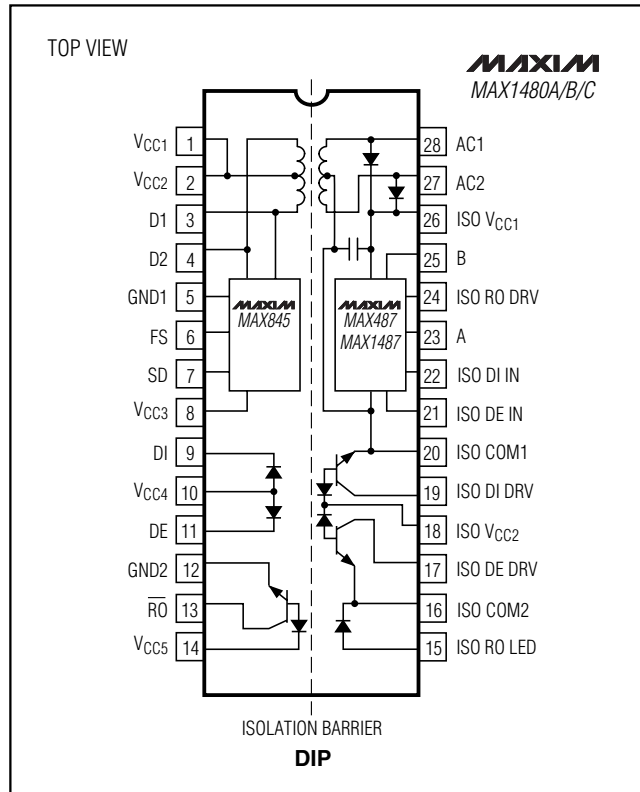 TOP VIEW
MAXIM
MAX1480A/B/C
VCC1 1
VCC2 2
D1 3
D2 4
GND1 5
FS 6
SD 7
VCC3 8
DI 9
VCC4 10
DE 11
GND2 12
R̅O̅ 13
VCC5 14
MAXIM
MAX845
MAXIM
MAX487
MAX1487
28 AC1
27 AC2
26 ISO VCC1
25 B
24 ISO RO DRV
23 A
22 ISO DI IN
21 ISO DE IN
20 ISO COM1
19 ISO DI DRV
18 ISO VCC2
17 ISO DE DRV
16 ISO COM2
15 ISO RO LED
ISOLATION BARRIER
DIP